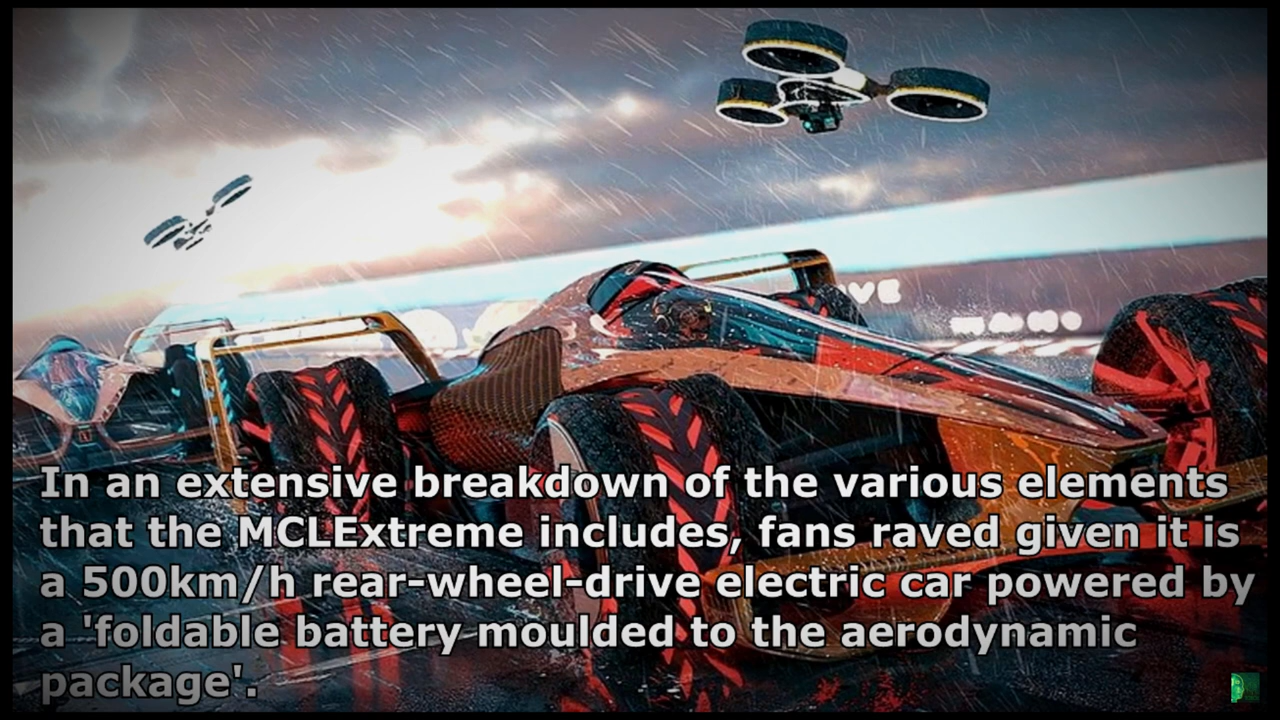 In an extensive breakdown of the various elements
that the MCLExtreme includes, fans raved given it is
a 500km/h rear-wheel-drive electric car powered by
a 'foldable battery moulded to the aerodynamic
package'.